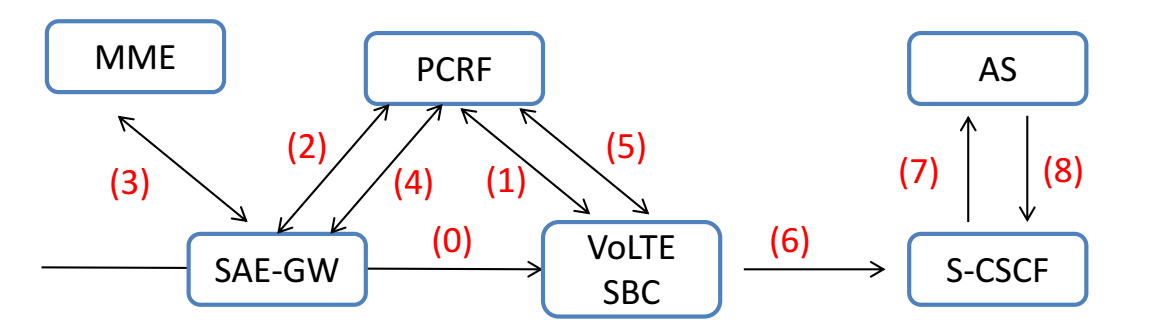 MME
PCRF
AS
(2)
(5)
(3)
(4)
(1)
(7)
(8)
(0)
(6)
SAE-GW
VoLTE
SBC
S-CSCF